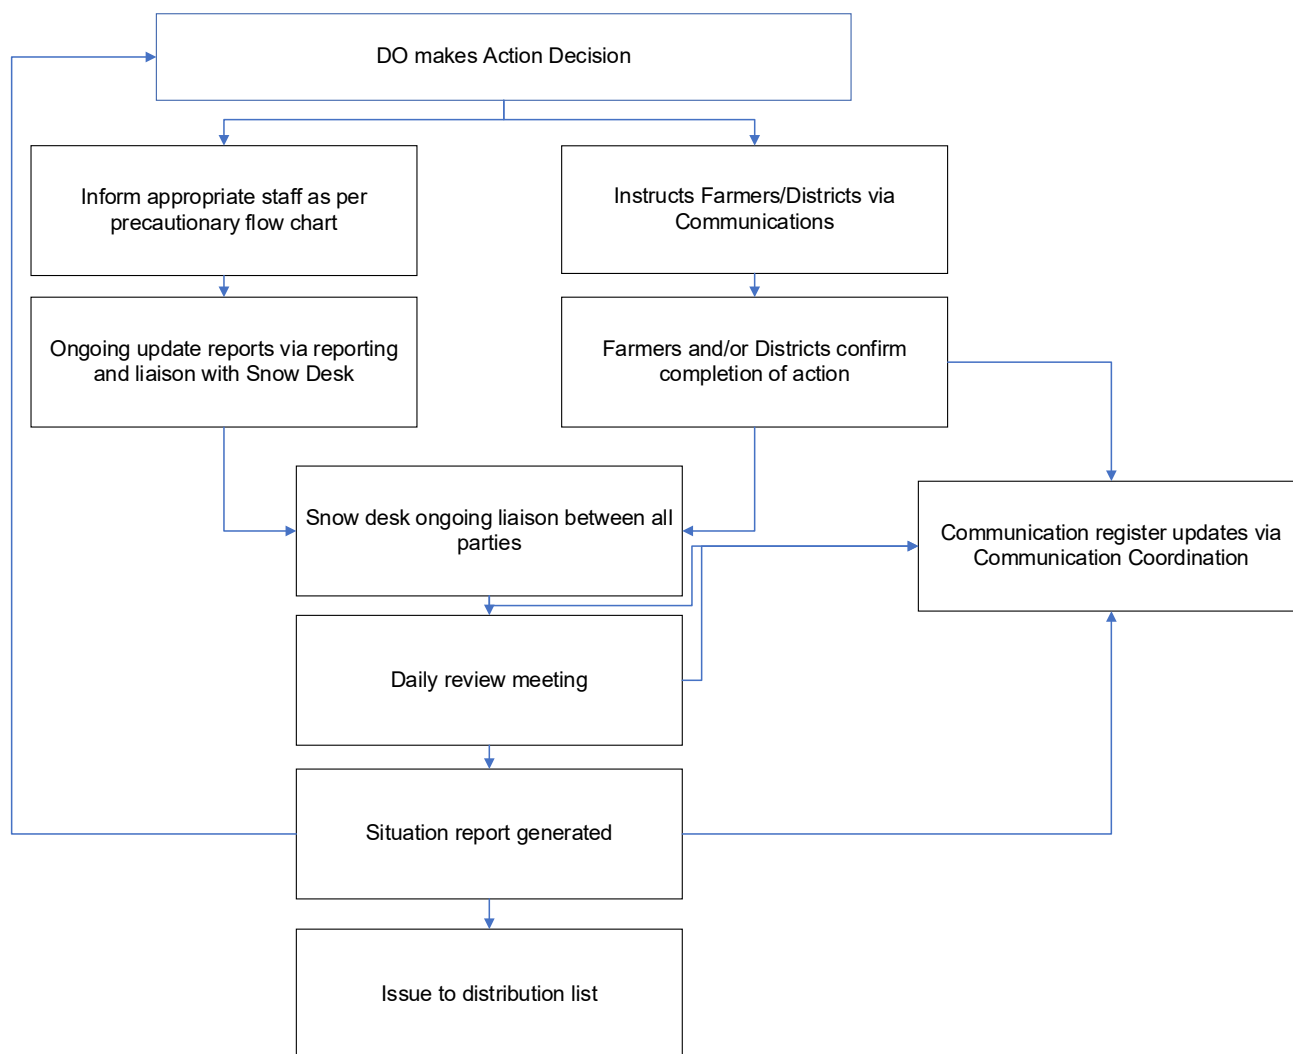 DO makes Action Decision
Inform appropriate staff as per
precautionary flow chart
Instructs Farmers/Districts via
Communications
Ongoing update reports via reporting
and liaison with Snow Desk
Farmers and/or Districts confirm
completion of action
Snow desk ongoing liaison between all
parties
Communication register updates via
Communication Coordination
Daily review meeting
Situation report generated
Issue to distribution list